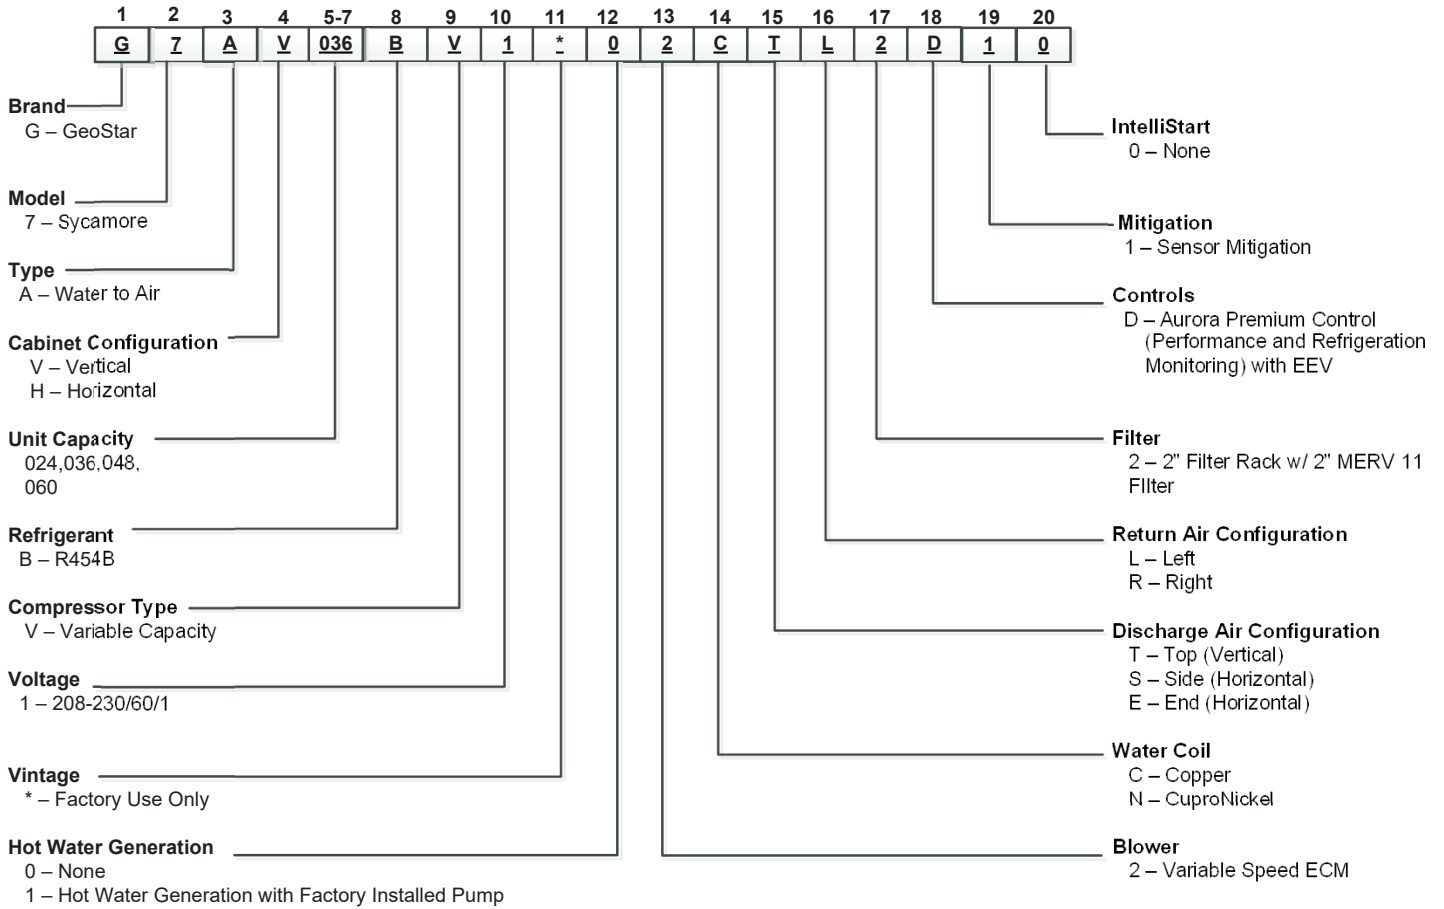 1 2 3 4 5-7 8 9 10 11 12 13 14 15 16 17 18 19 20
G 7 A V 036 B V 1 * 0 2 C T L 2 D 1 0
Brand
G – GeoStar
Model
7 – Sycamore
Type
A – Water to Air
Cabinet Configuration
V – Vertical
H – Horizontal
Unit Capacity
024,036,048,
060
Refrigerant
B – R454B
Compressor Type
V – Variable Capacity
Voltage
1 – 208-230/60/1
Vintage
* – Factory Use Only
Hot Water Generation
0 – None
1 – Hot Water Generation with Factory Installed Pump
IntelliStart
0 – None
Mitigation
1 – Sensor Mitigation
Controls
D – Aurora Premium Control
(Performance and Refrigeration
Monitoring) with EEV
Filter
2 – 2" Filter Rack w/ 2" MERV 11
FIlter
Return Air Configuration
L – Left
R – Right
Discharge Air Configuration
T – Top (Vertical)
S – Side (Horizontal)
E – End (Horizontal)
Water Coil
C – Copper
N – CuproNickel
Blower
2 – Variable Speed ECM